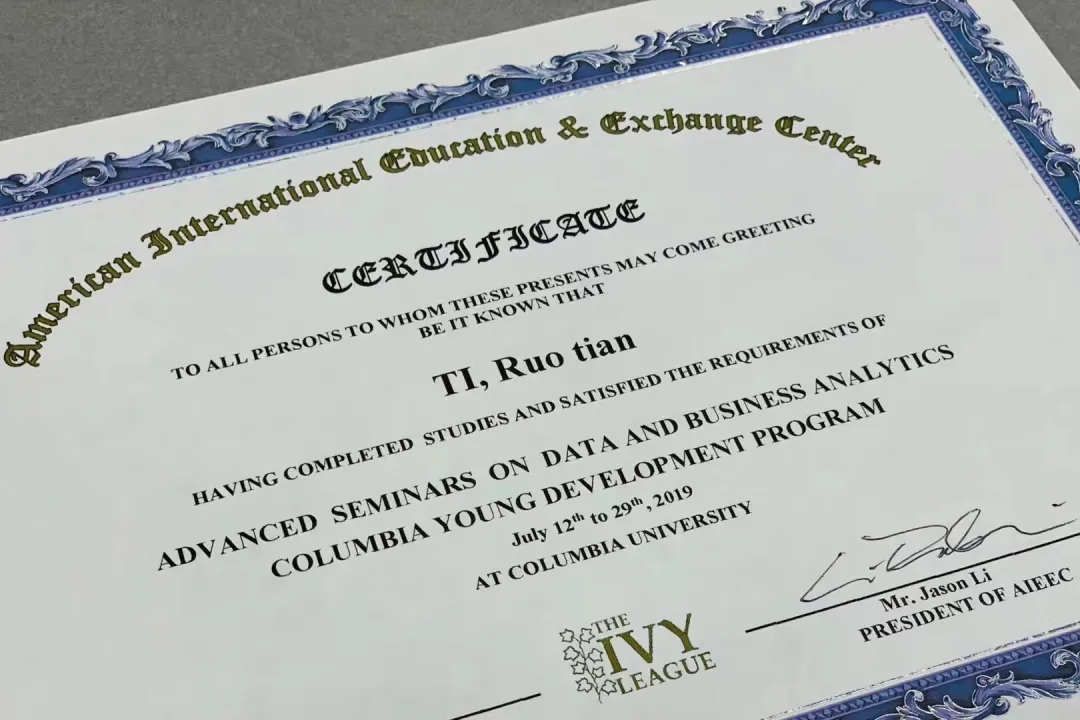 American International Education & Exchange Center
CERTIFICATE
TO ALL PERSONS TO WHOM THESE PRESENTS MAY COME GREETING
BE IT KNOWN THAT
TI, Ruo tian
HAVING COMPLETED STUDIES AND SATISFIED THE REQUIREMENTS OF
ADVANCED SEMINARS ON DATA AND BUSINESS ANALYTICS
COLUMBIA YOUNG DEVELOPMENT PROGRAM
July 12th to 29th, 2019
AT COLUMBIA UNIVERSITY
Mr. Jason Li
PRESIDENT OF AIEEC
THE
IVY
LEAGUE